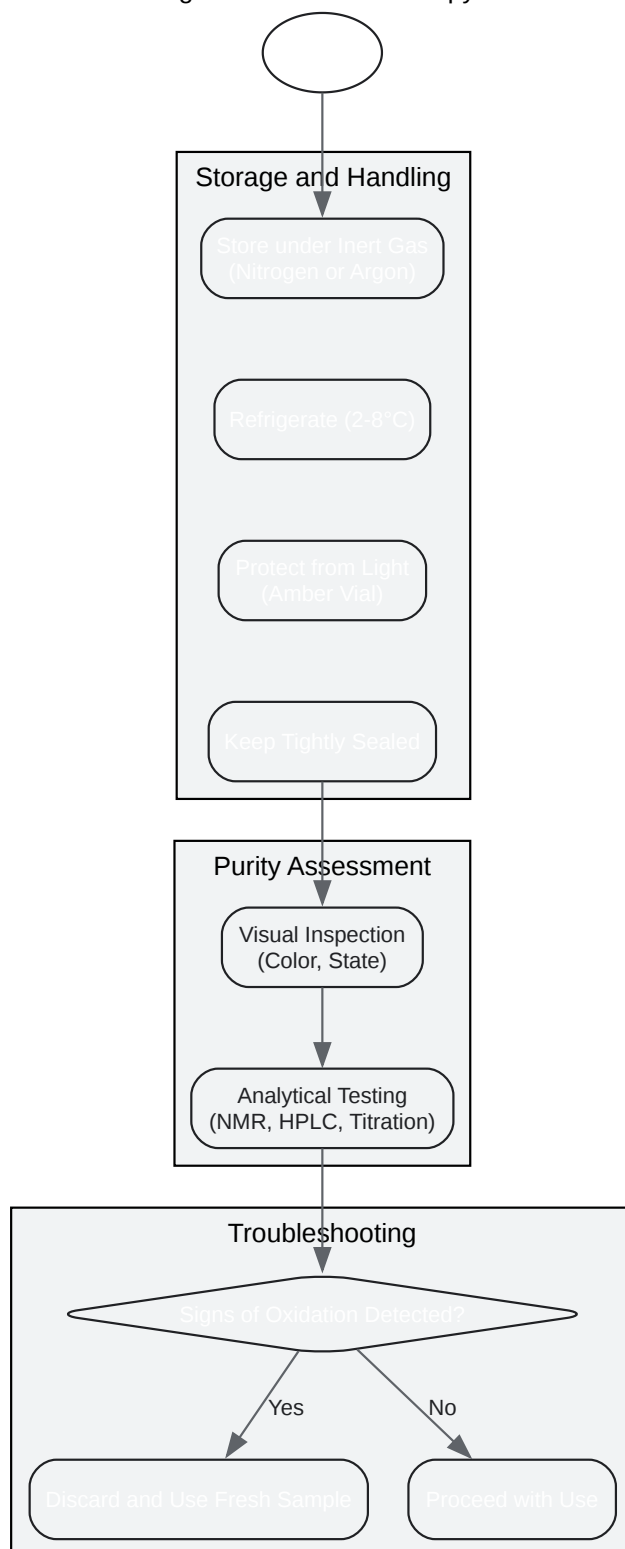 Storage and Handling
Store under Inert Gas
(Nitrogen or Argon)
Refrigerate (2-8°C)
Protect from Light
(Amber Vial)
Keep Tightly Sealed
Purity Assessment
Visual Inspection
(Color, State)
Analytical Testing
(NMR, HPLC, Titration)
Troubleshooting
Signs of Oxidation Detected?
Yes
No
Discard and Use Fresh Sample
Proceed with Use